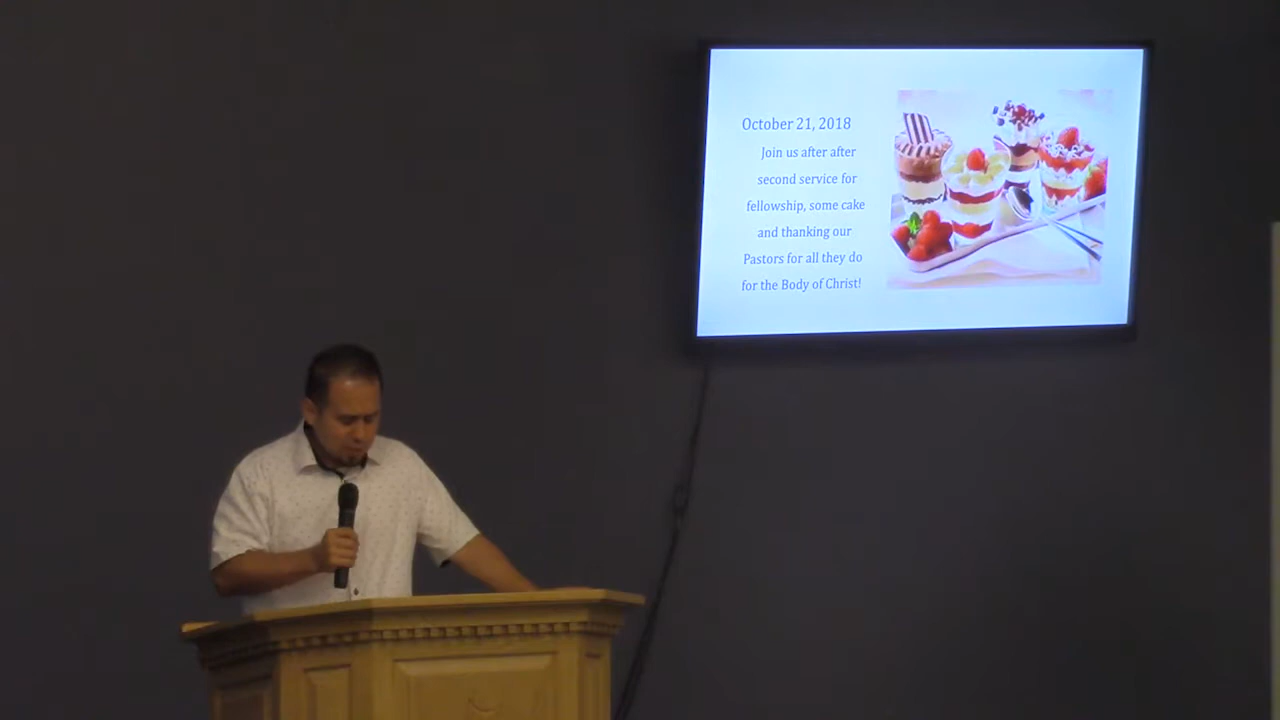 October 21, 2018
Join us after after
second service for
fellowship, some cake
and thanking our
Pastors for all they do
for the Body of Christ!